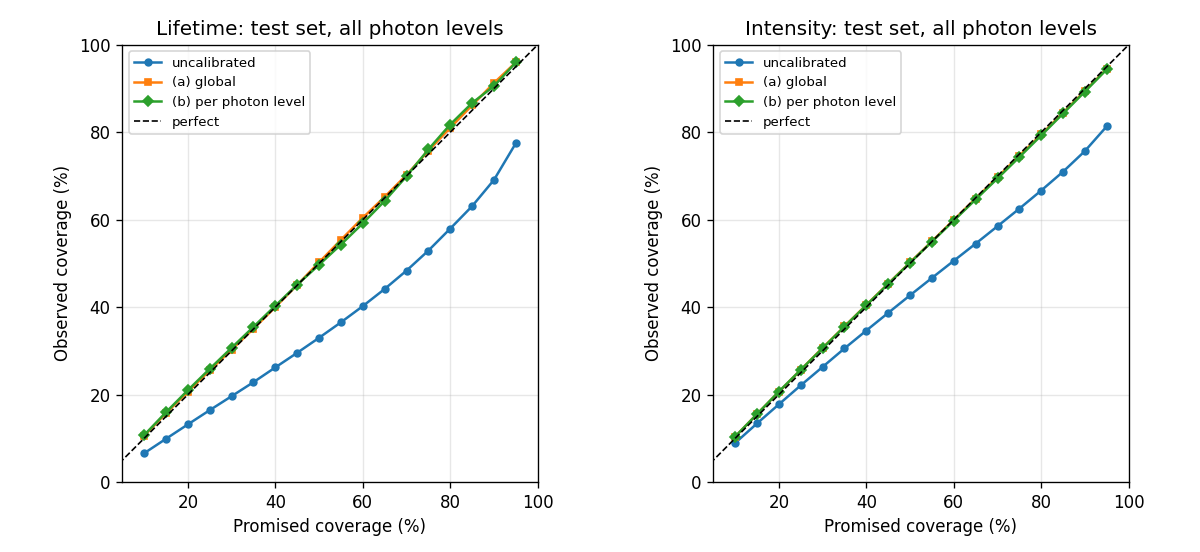 Lifetime: test set, all photon levels
100
80
60
40
20
0
20
40
60
80
100
Observed coverage (%)
Promised coverage (%)
uncalibrated
(a) global
(b) per photon level
perfect
Intensity: test set, all photon levels
100
80
60
40
20
0
20
40
60
80
100
Observed coverage (%)
Promised coverage (%)
uncalibrated
(a) global
(b) per photon level
perfect